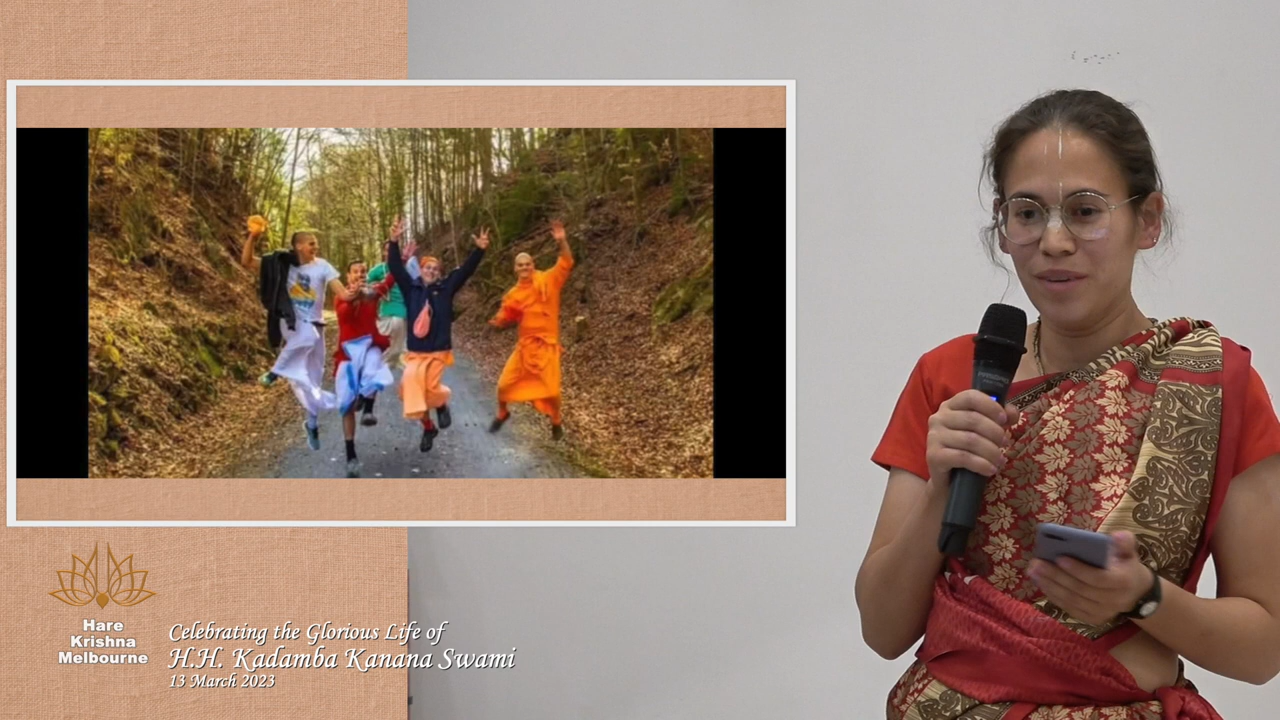 Hare
Krishna
Melbourne
Celebrating the Glorious Life of
H.H. Kadamba Kanana Swami
13 March 2023